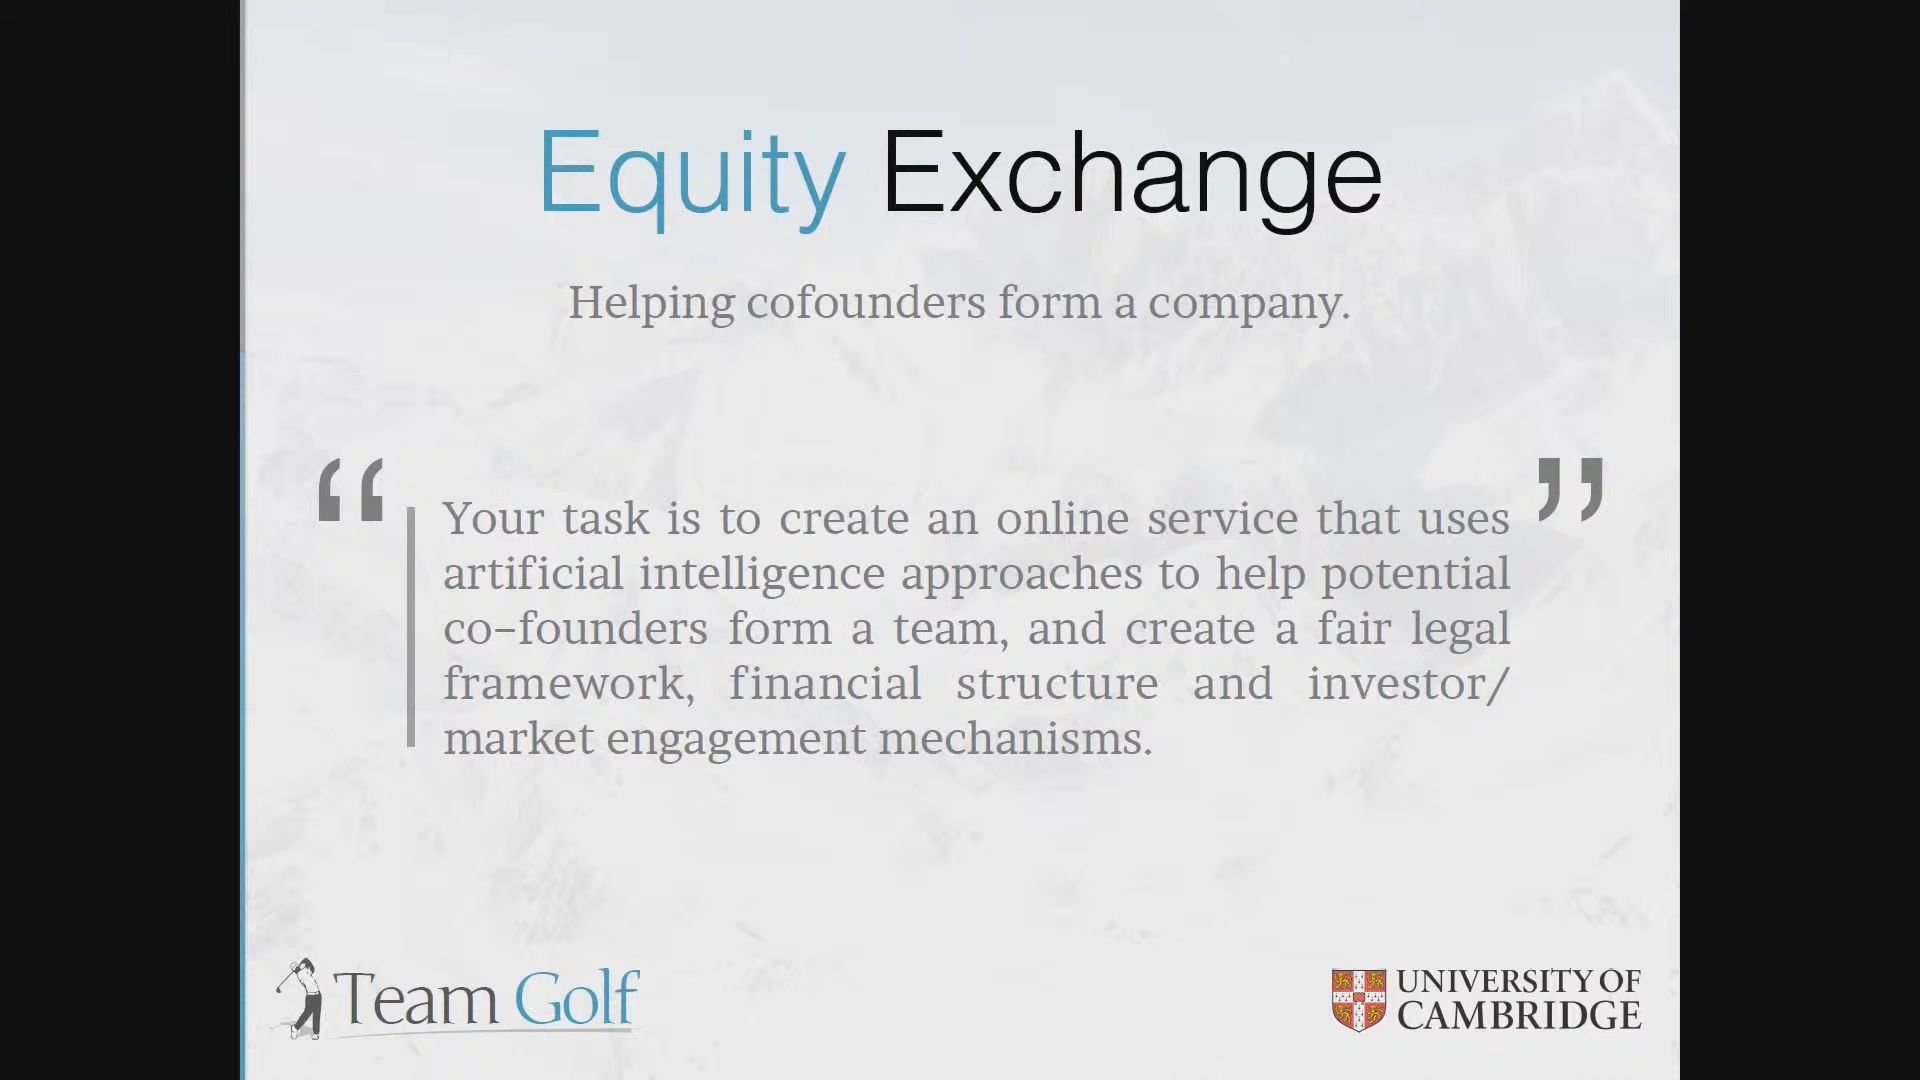 Equity Exchange
Helping cofounders form a company.
“ ”
Your task is to create an online service that uses
artificial intelligence approaches to help potential
co-founders form a team, and create a fair legal
framework, financial structure and investor/
market engagement mechanisms.
Team Golf
UNIVERSITY OF
CAMBRIDGE